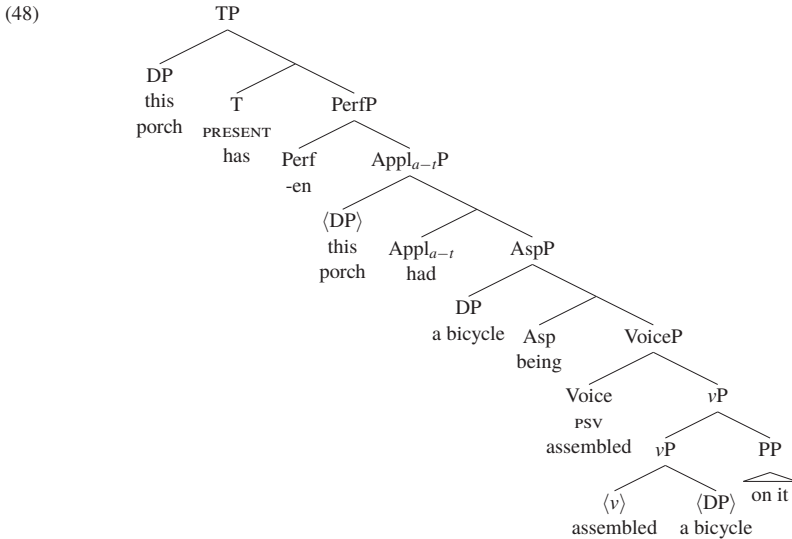 (48) TP
DP
this
porch
T
PRESENT
has
PerfP
Perf
-en
Appl_{a−t}P
⟨DP⟩
this
porch
Appl_{a−t}
had
AspP
DP
a bicycle
Asp
being
VoiceP
Voice
PSV
assembled
vP
vP
PP
on it
⟨v⟩
assembled
⟨DP⟩
a bicycle